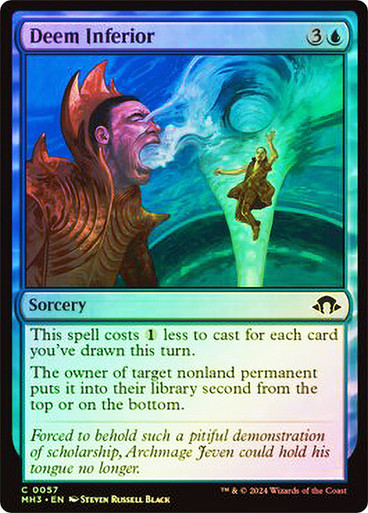 Deem Inferior 3
Sorcery
This spell costs 1 less to cast for each card
you've drawn this turn.
The owner of target nonland permanent
puts it into their library second from the
top or on the bottom.
Forced to behold such a pitiful demonstration
of scholarship, Archmage Jeven could hold his
tongue no longer.
C 0057
MH3 • EN Steven Russell Black ™ & © 2024 Wizards of the Coast